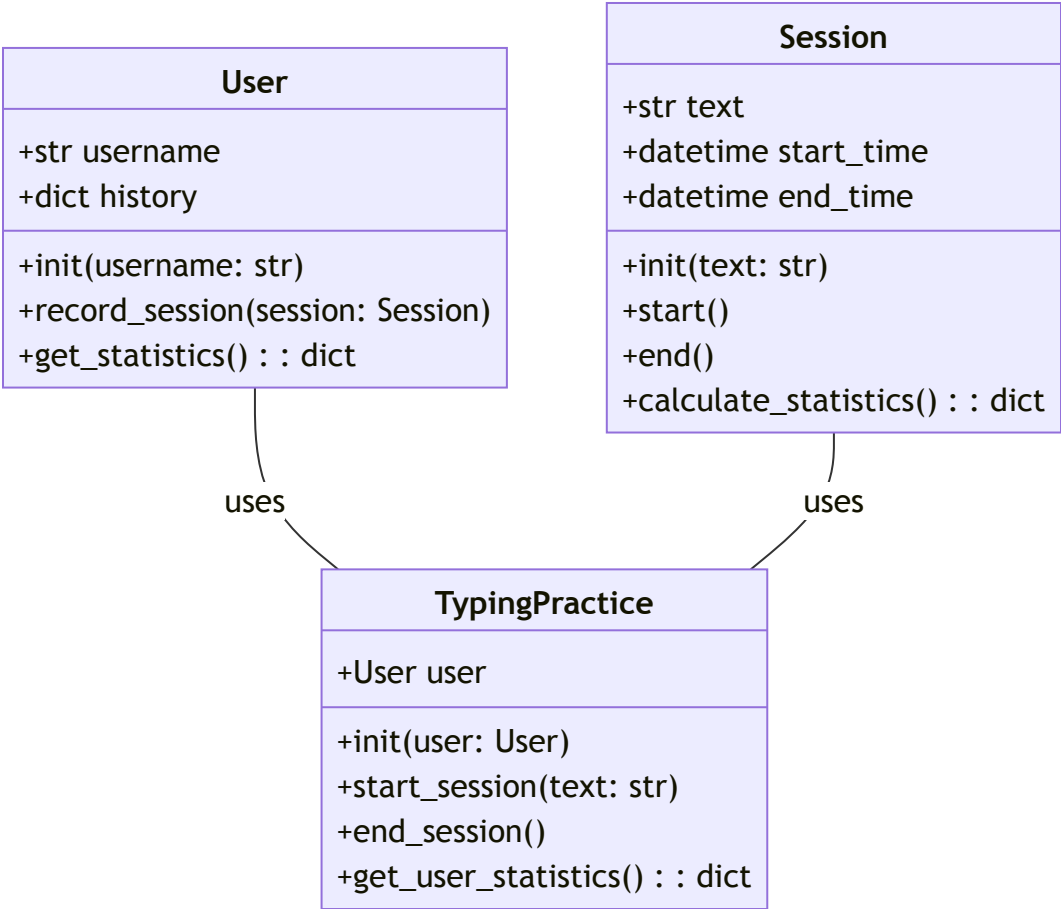 User
+str username
+dict history
+init(username: str)
+record_session(session: Session)
+get_statistics() : : dict
Session
+str text
+datetime start_time
+datetime end_time
+init(text: str)
+start()
+end()
+calculate_statistics() : : dict
uses
uses
TypingPractice
+User user
+init(user: User)
+start_session(text: str)
+end_session()
+get_user_statistics() : : dict